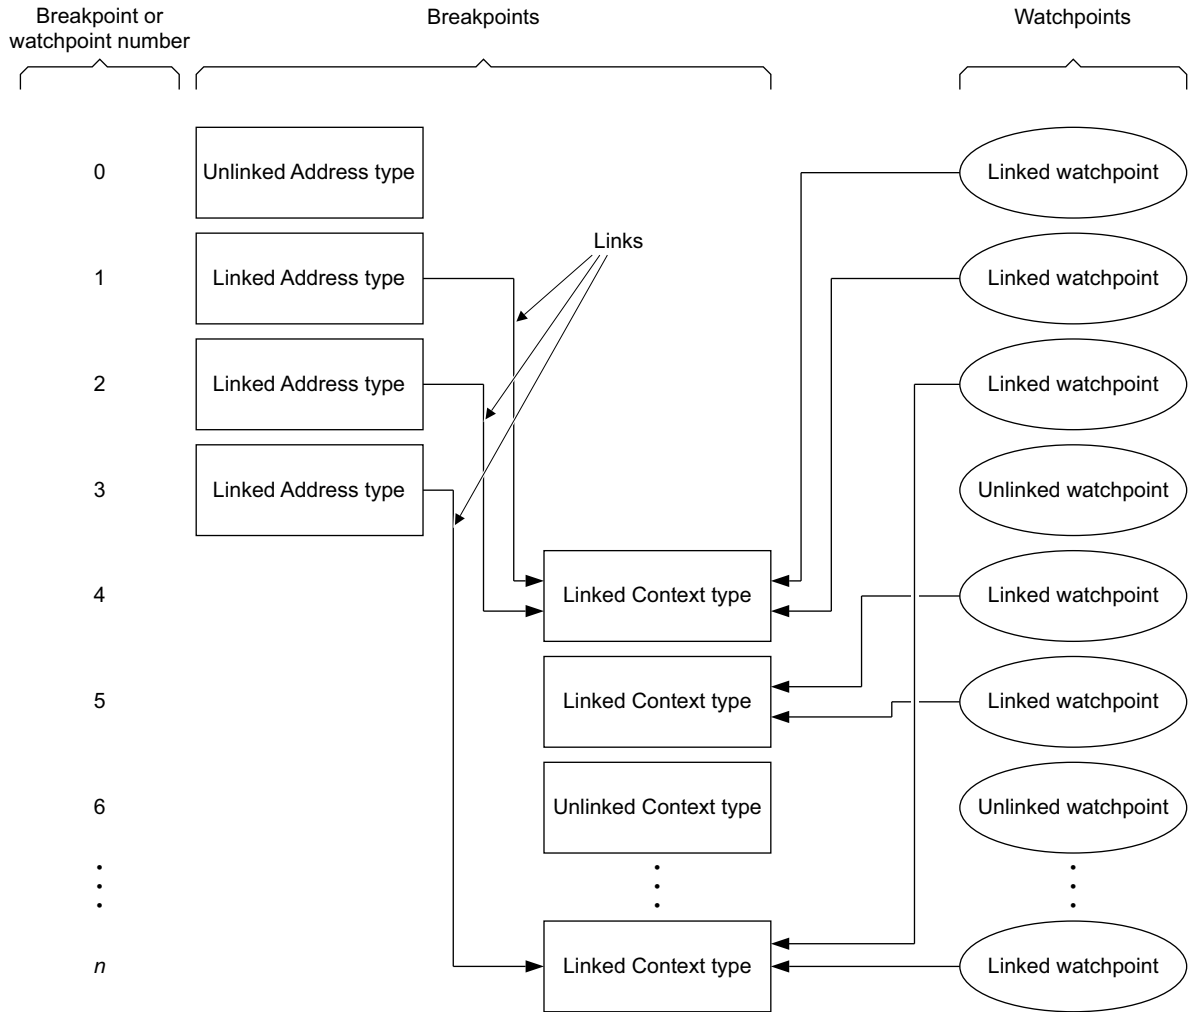 Breakpoint or
watchpoint number
Breakpoints
Watchpoints
0
Unlinked Address type
Linked watchpoint
Links
1
Linked Address type
Linked watchpoint
2
Linked Address type
Linked watchpoint
3
Linked Address type
Unlinked watchpoint
4
Linked Context type
Linked watchpoint
5
Linked Context type
Linked watchpoint
6
Unlinked Context type
Unlinked watchpoint
n
Linked Context type
Linked watchpoint